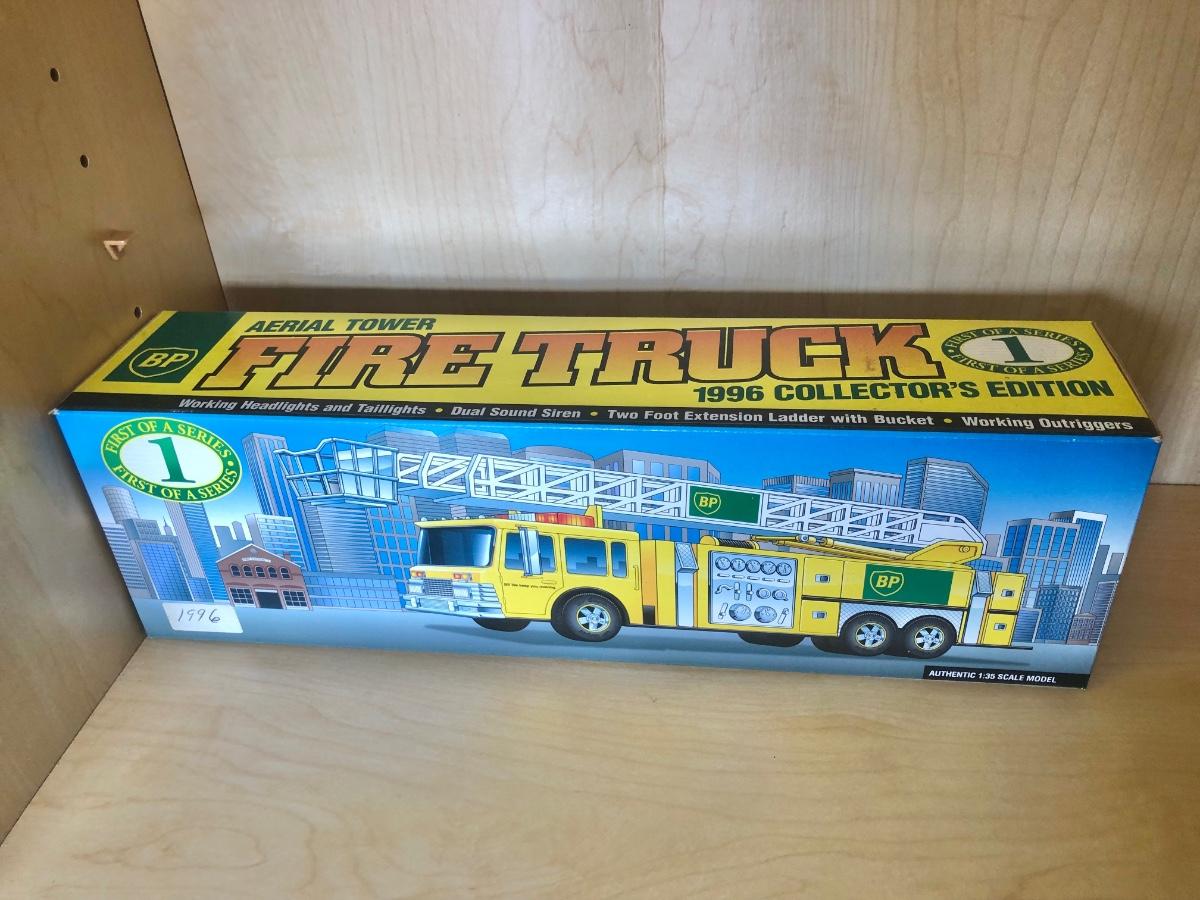 BP
AERIAL TOWER
FIRE TRUCK
1996 COLLECTOR'S EDITION
FIRST OF A SERIES
1
FIRST OF A SERIES
Working Headlights and Taillights • Dual Sound Siren • Two Foot Extension Ladder with Bucket • Working Outriggers
FIRST OF A SERIES
1
FIRST OF A SERIES
BP
BP
1996
AUTHENTIC 1:35 SCALE MODEL